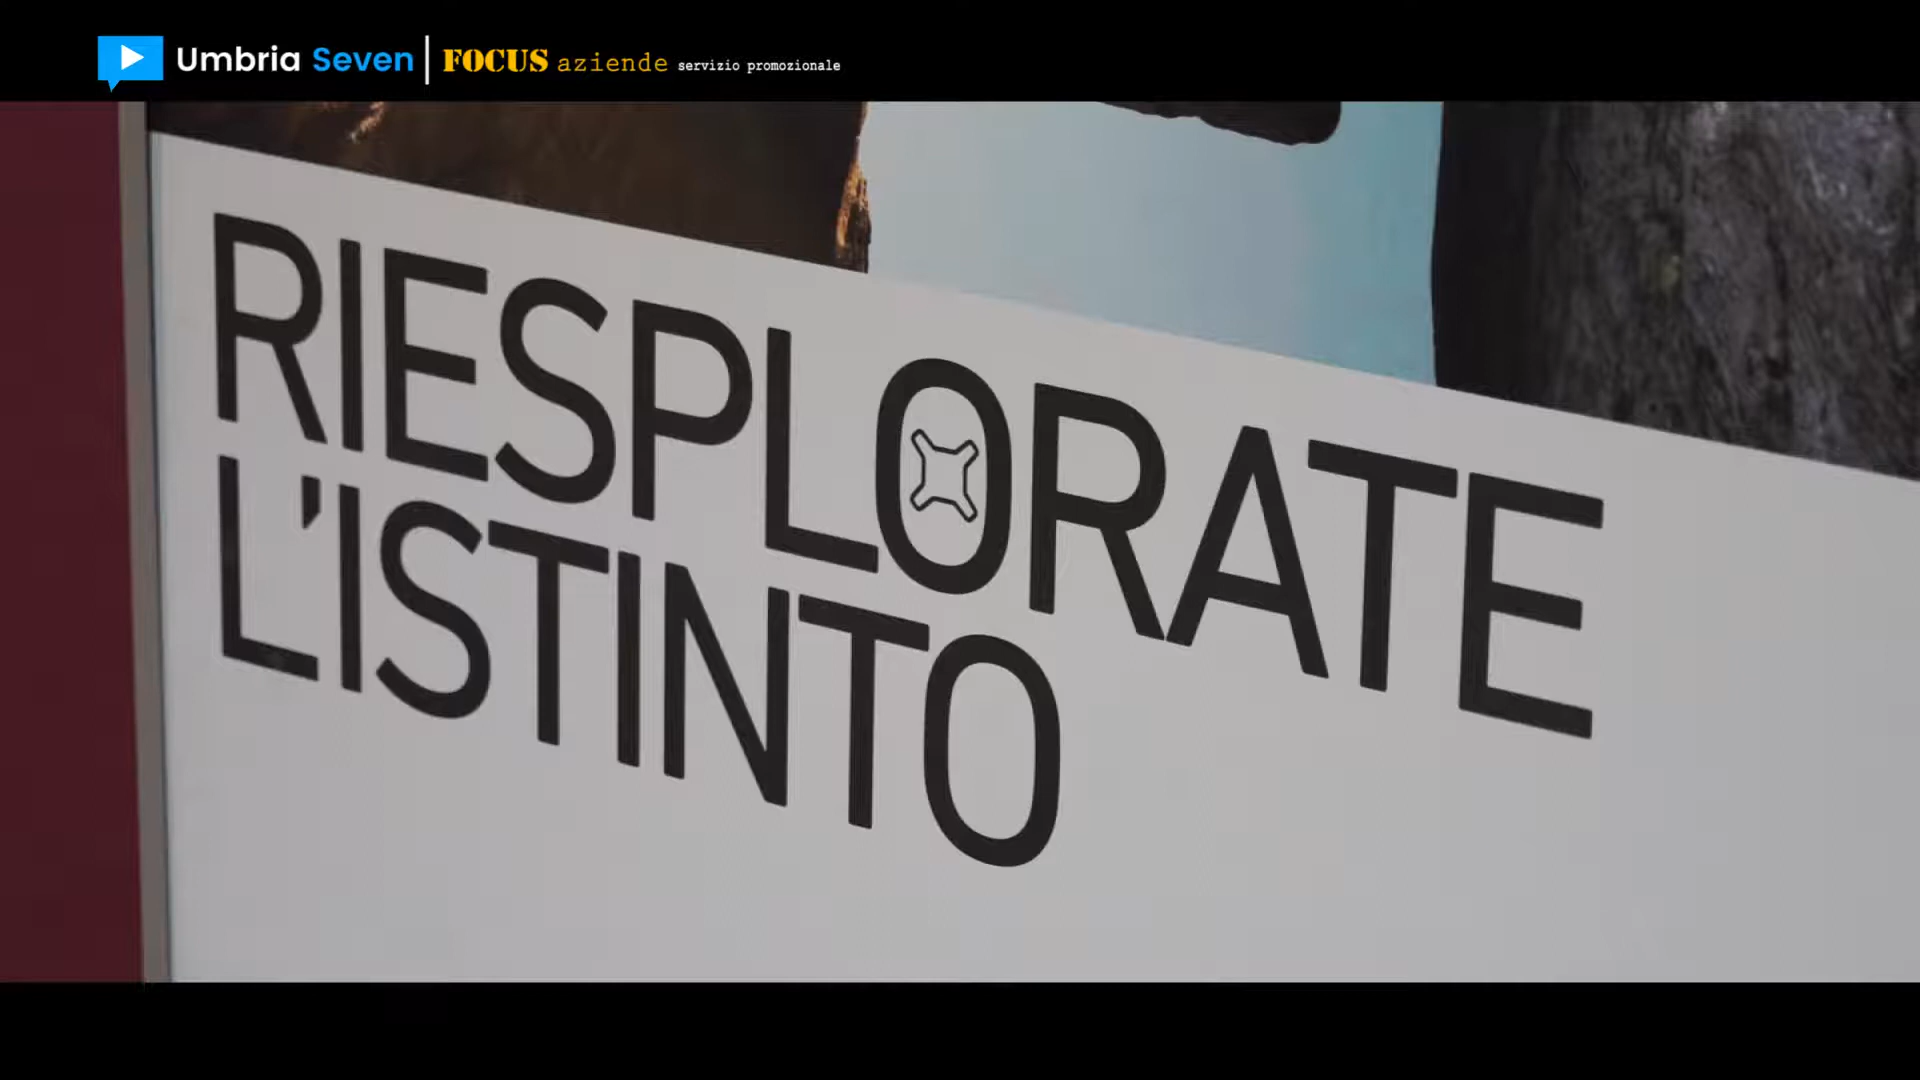 Umbria Seven | FOCUS aziende servizio promozionale
RIESPLORATE
L'ISTINTO